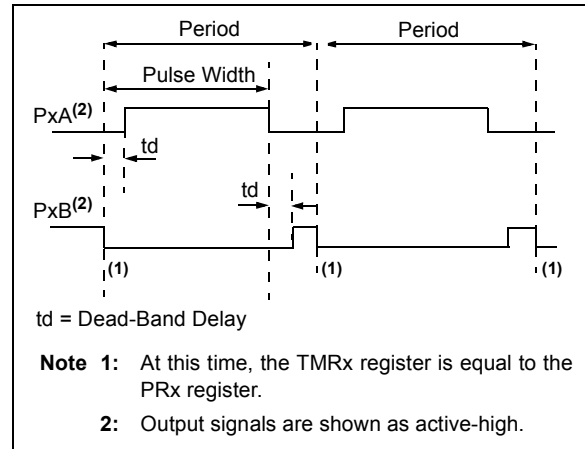 Period Period
Pulse Width
PxA(2)
td
td
PxB(2)
(1) (1) (1)
td = Dead-Band Delay
Note 1: At this time, the TMRx register is equal to the
PRx register.
2: Output signals are shown as active-high.